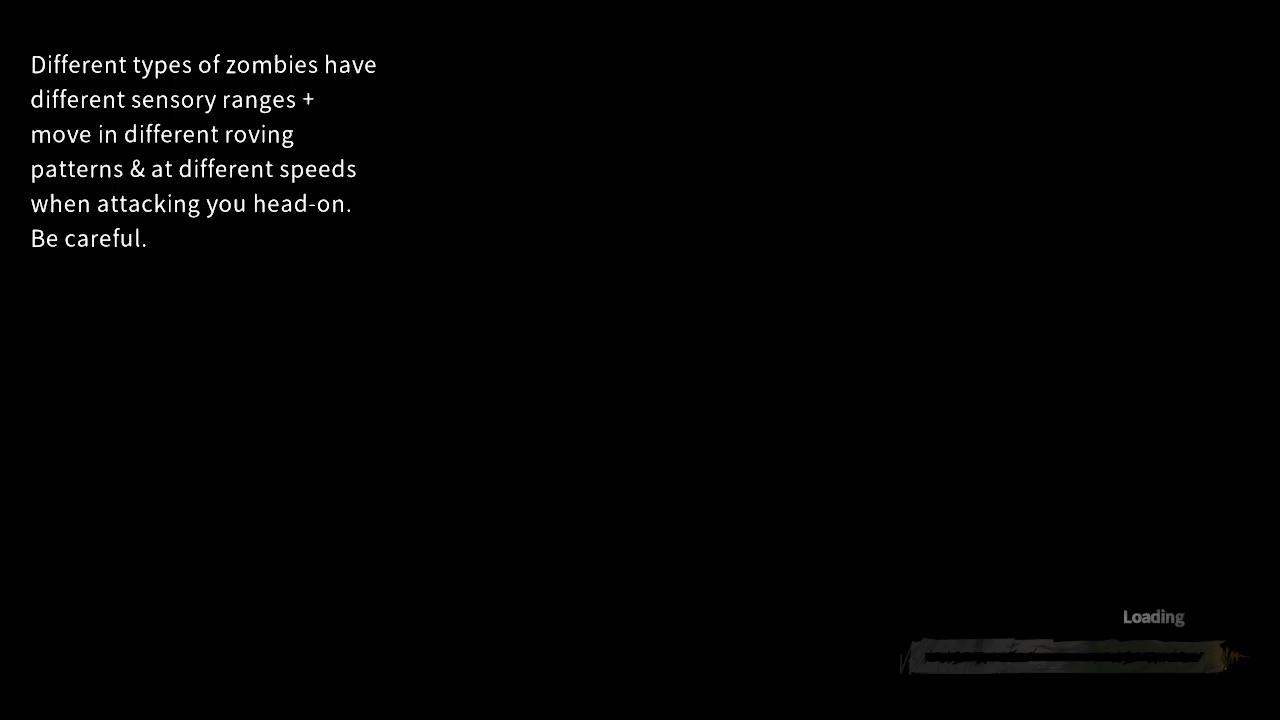 Different types of zombies have
different sensory ranges +
move in different roving
patterns & at different speeds
when attacking you head-on.
Be careful.
Loading